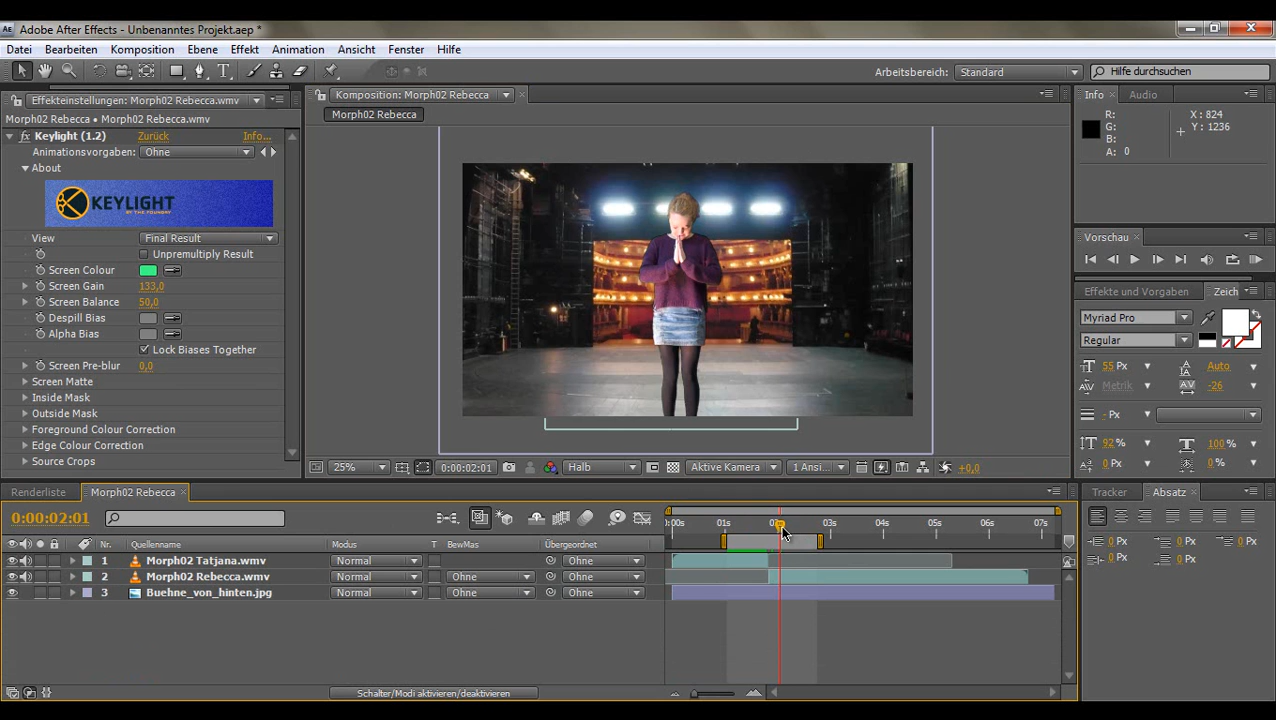 Adobe After Effects - Unbenanntes Projekt.aep *
Datei Bearbeiten Komposition Ebene Effekt Animation Ansicht Fenster Hilfe
Arbeitsbereich: Standard Hilfe durchsuchen
Effekteinstellungen: Morph02 Rebecca.wmv
Morph02 Rebecca.wmv • Morph02 Rebecca.wmv
fx Keylight (1.2) Zurück Info...
Animationsvorgaben: Ohne
About
KEYLIGHT
BY THE FOUNDRY
View Final Result
Unpremultiply Result
Screen Colour
Screen Gain 133,0
Screen Balance 50,0
Despill Bias
Alpha Bias
Lock Biases Together
Screen Pre-blur 0,0
Screen Matte
Inside Mask
Outside Mask
Foreground Colour Correction
Edge Colour Correction
Source Crops
Komposition: Morph02 Rebecca
Morph02 Rebecca
25% 0:00:02:01 Halb Aktive Kamera 1 Ansi... +0,0
Info Audio
R: X : 824
G: Y : 1236
B:
A: 0
Vorschau
Effekte und Vorgaben Zeich
Myriad Pro
Regular
55 Px Auto
Metrik -26
- Px
92 % 100 %
0 Px 0 %
Renderliste Morph02 Rebecca
0:00:02:01
Nr. Quellenname Modus T BewMas Übergeordnet
1 Morph02 Tatjana.wmv Normal Ohne
2 Morph02 Rebecca.wmv Normal Ohne Ohne
3 Buehne_von_hinten.jpg Normal Ohne Ohne
Schalter/Modi aktivieren/deaktivieren
01s 03s 04s 05s 06s 07s
Tracker Absatz
0 Px 0 Px 0 Px
0 Px 0 Px